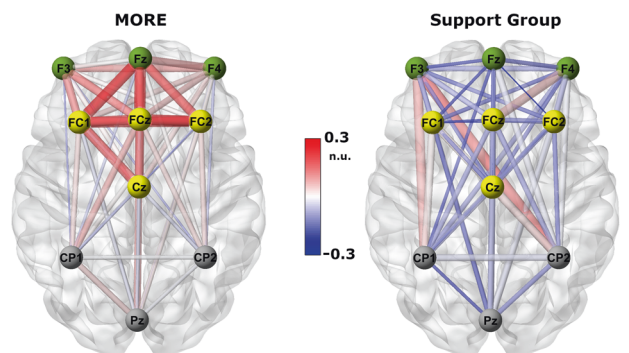 MORE
Support Group
F3
Fz
F4
FC1
FCz
FC2
Cz
CP1
CP2
Pz
0.3
n.u.
-0.3
F3
Fz
F4
FC1
FCz
FC2
Cz
CP1
CP2
Pz